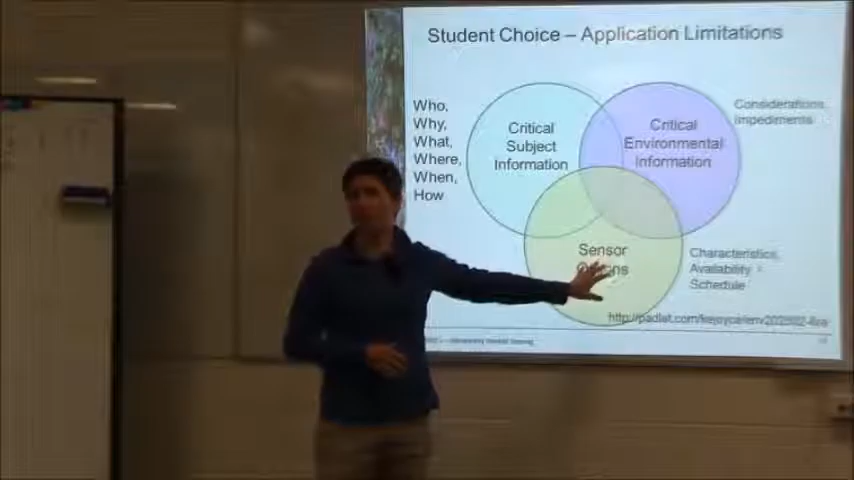 Student Choice – Application Limitations
Who,
Why,
What,
Where,
When,
How
Critical
Subject
Information
Critical
Environmental
Information
Considerations,
Impediments
Sensor
Options
Characteristics,
Availability
Schedule